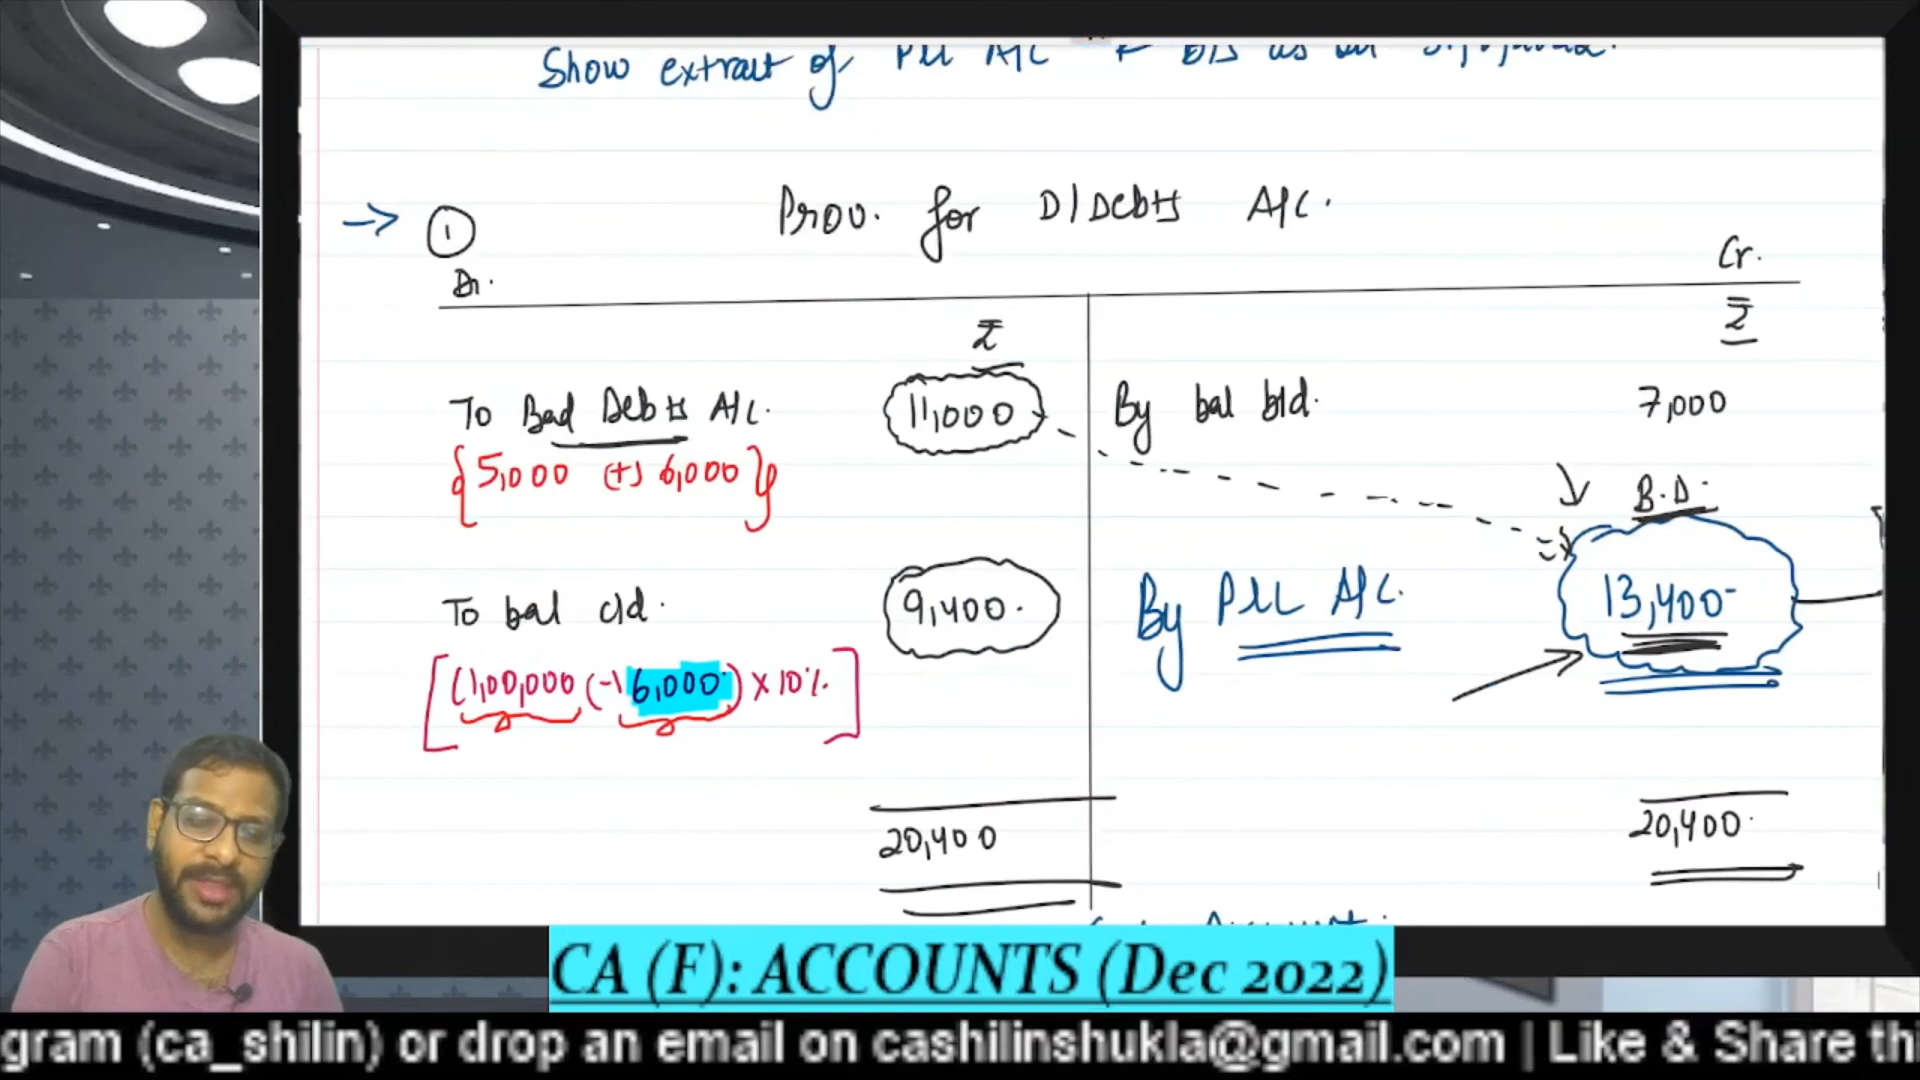 Show extract of P&L A/C & B/S as on
→ ① Prov. for D/Debts A/C.
Dr. Cr.
₹ ₹
To Bad Debts A/C. 11,000 By bal b/d. 7,000
{5,000 (+) 6,000} B.D.
To bal c/d. 9,400. By P&L A/C. 13,400
[(1,00,000 (-) 6,000) x 10%]
20,400 20,400
CA (F): ACCOUNTS (Dec 2022)
gram (ca_shilin) or drop an email on cashilinshukla@gmail.com | Like & Share thi